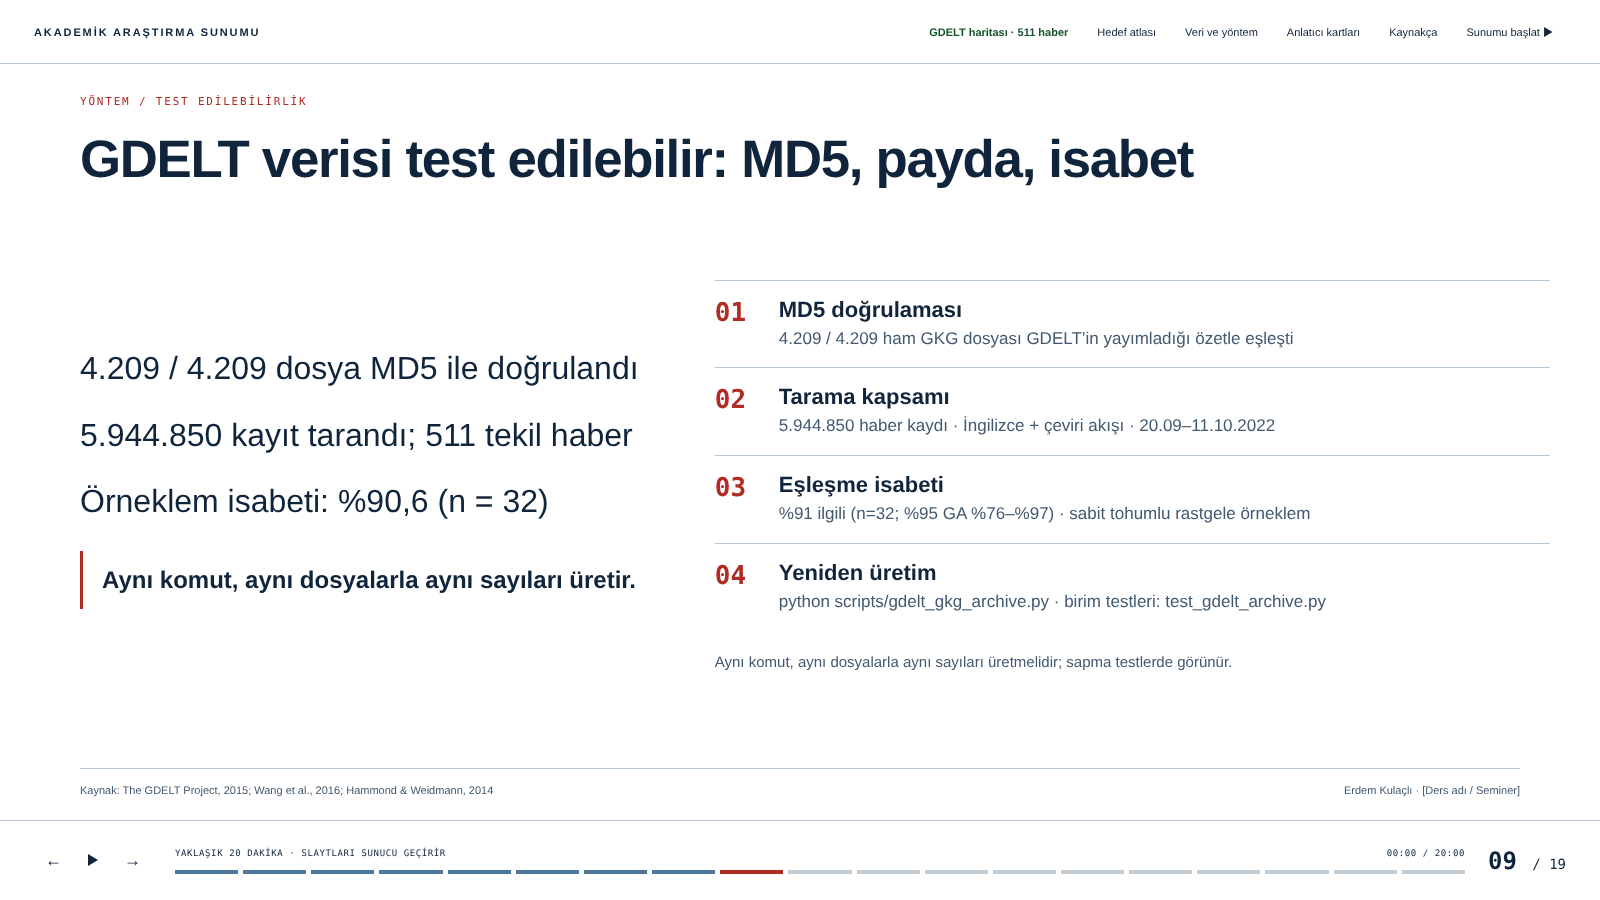 AKADEMİK ARAŞTIRMA SUNUMU
GDELT haritası · 511 haber
Hedef atlası
Veri ve yöntem
Anlatıcı kartları
Kaynakça
Sunumu başlat ▶
YÖNTEM / TEST EDİLEBİLİRLİK
GDELT verisi test edilebilir: MD5, payda, isabet
4.209 / 4.209 dosya MD5 ile doğrulandı
5.944.850 kayıt tarandı; 511 tekil haber
Örneklem isabeti: %90,6 (n = 32)
Aynı komut, aynı dosyalarla aynı sayıları üretir.
01 MD5 doğrulaması
4.209 / 4.209 ham GKG dosyası GDELT'in yayımladığı özetle eşleşti
02 Tarama kapsamı
5.944.850 haber kaydı · İngilizce + çeviri akışı · 20.09–11.10.2022
03 Eşleşme isabeti
%91 ilgili (n=32; %95 GA %76–%97) · sabit tohumlu rastgele örneklem
04 Yeniden üretim
python scripts/gdelt_gkg_archive.py · birim testleri: test_gdelt_archive.py
Aynı komut, aynı dosyalarla aynı sayıları üretmelidir; sapma testlerde görünür.
Kaynak: The GDELT Project, 2015; Wang et al., 2016; Hammond & Weidmann, 2014
Erdem Kulaçlı · [Ders adı / Seminer]
← ▶ →
YAKLAŞIK 20 DAKİKA · SLAYTLARI SUNUCU GEÇİRİR
00:00 / 20:00
09 / 19